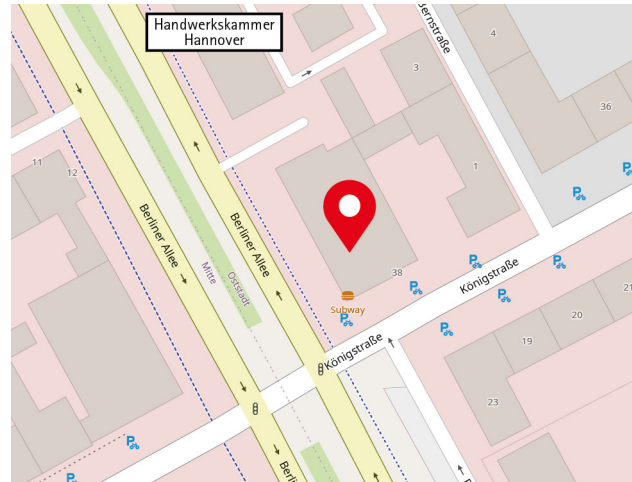 Handwerkskammer
Hannover
4
3
36
11
12
1
Berliner Allee
Berliner Allee
Mitte
Oststadt
38
Subway
Königstraße
Königstraße
21
20
19
23
P
P
P
P
P
P
P
P
P